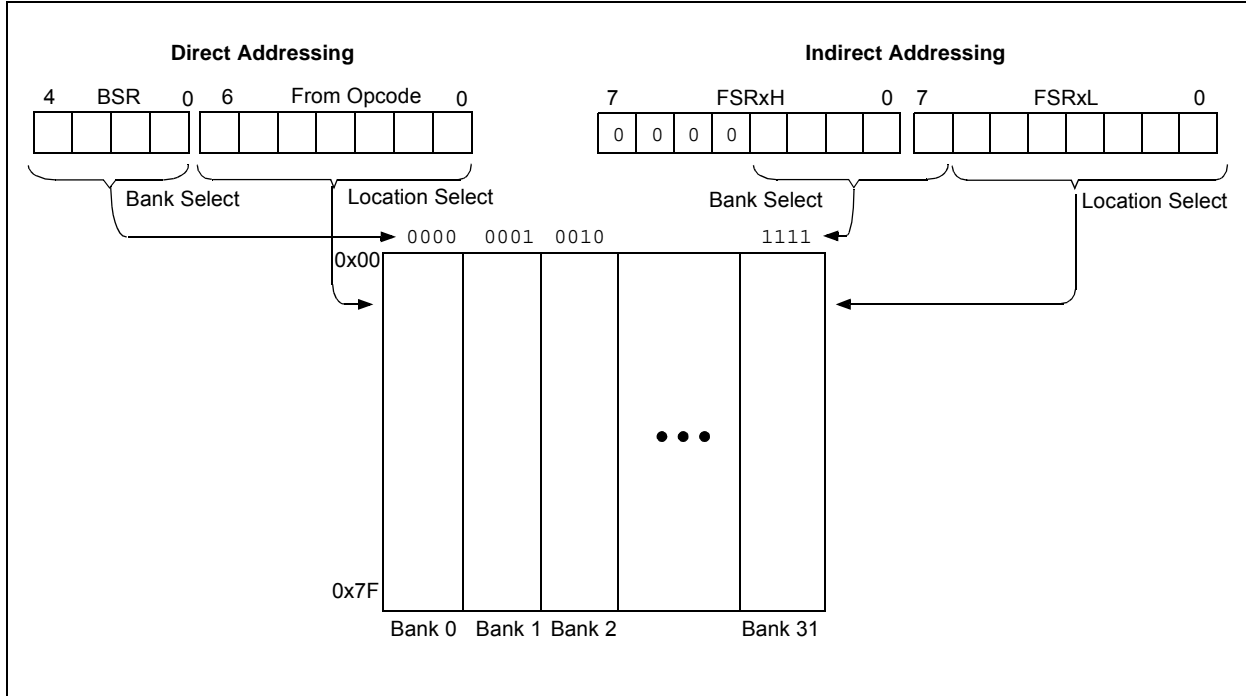 Direct Addressing
Indirect Addressing
4 BSR 0 6 From Opcode 0
7 FSRxH 0 7 FSRxL 0
0 0 0 0
Bank Select
Location Select
Bank Select
Location Select
0000 0001 0010 1111
0x00
0x7F
Bank 0 Bank 1 Bank 2 Bank 31